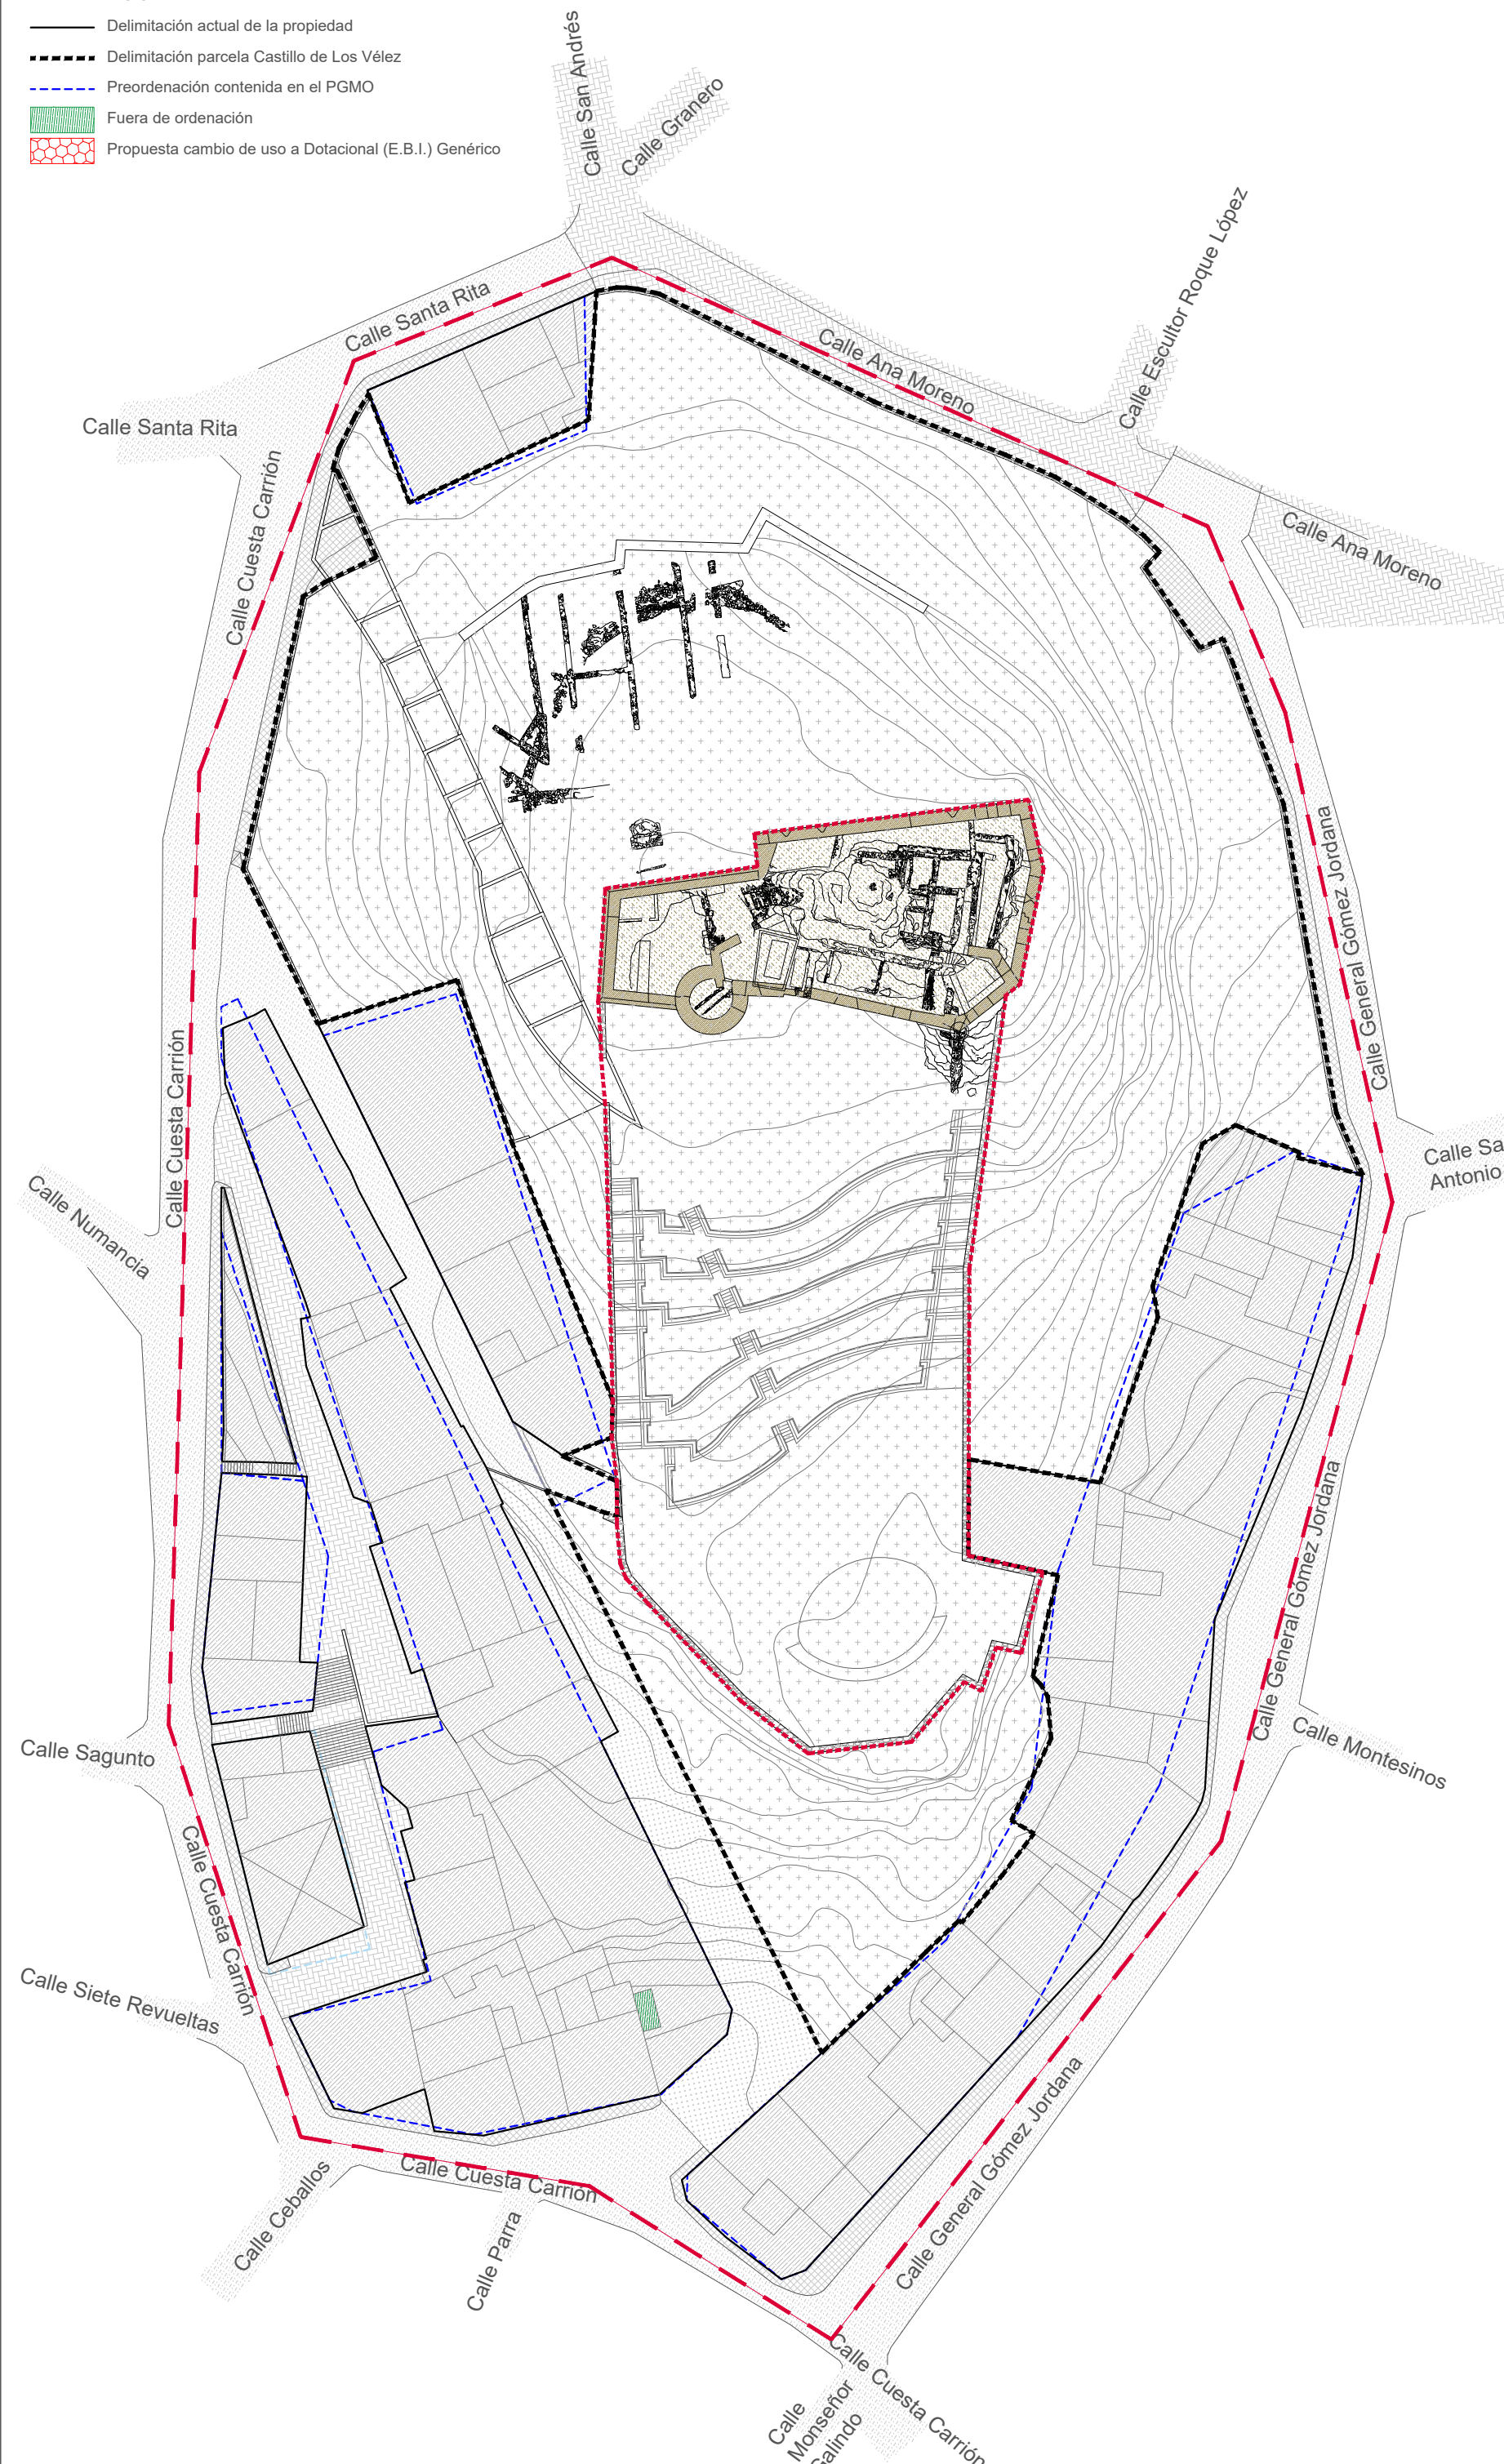 Delimitación actual de la propiedad
Delimitación parcela Castillo de Los Vélez
Preordenación contenida en el PGMO
Fuera de ordenación
Propuesta cambio de uso a Dotacional (E.B.I.) Genérico
Calle San Andrés
Calle Granero
Calle Santa Rita
Calle Ana Moreno
Calle Escultor Roque López
Calle Santa Rita
Calle Cuesta Carrión
Calle Ana Moreno
Calle General Gómez Jordana
Calle General Gómez Jordana
Calle Cuesta Carrión
Calle Sa
Antonio
Calle Numancia
Calle General Gómez Jordana
Calle Sagunto
Calle Montesinos
Calle Cuesta Carrión
Calle Siete Revueltas
Calle General Gómez Jordana
Calle Cuesta Carrión
Calle Ceballos
Calle Parra
Calle Cuesta Carrión
Calle
Monseñor
Galindo